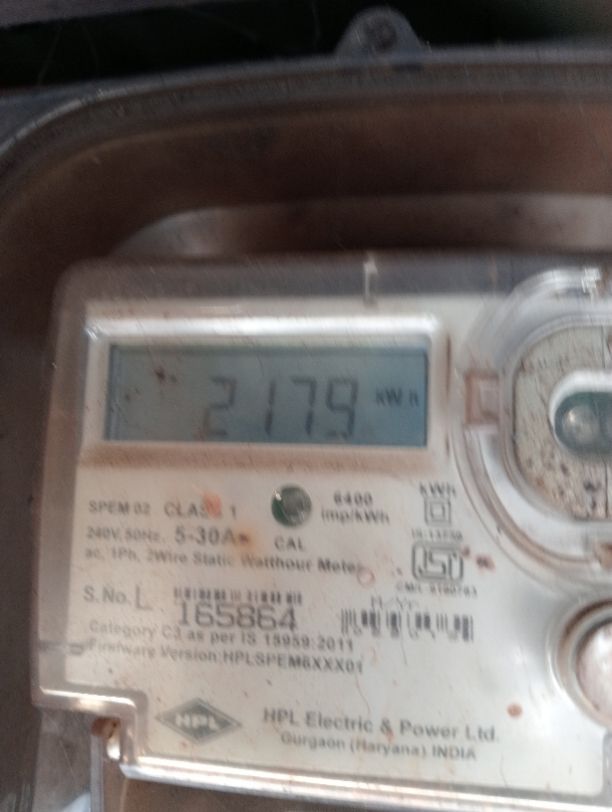 2179 kWh
SPEM 02 CLASS 1
6400 imp/kWh
kWh
240V, 50Hz, 5-30A
CAL
ac, 1Ph, 2Wire Static Watthour Meter
S.No. L 165864
Category C3 as per IS 15959:2011
Firmware Version:HPLSPEM6XXX01
HPL
HPL Electric & Power Ltd.
Gurgaon (Haryana) INDIA